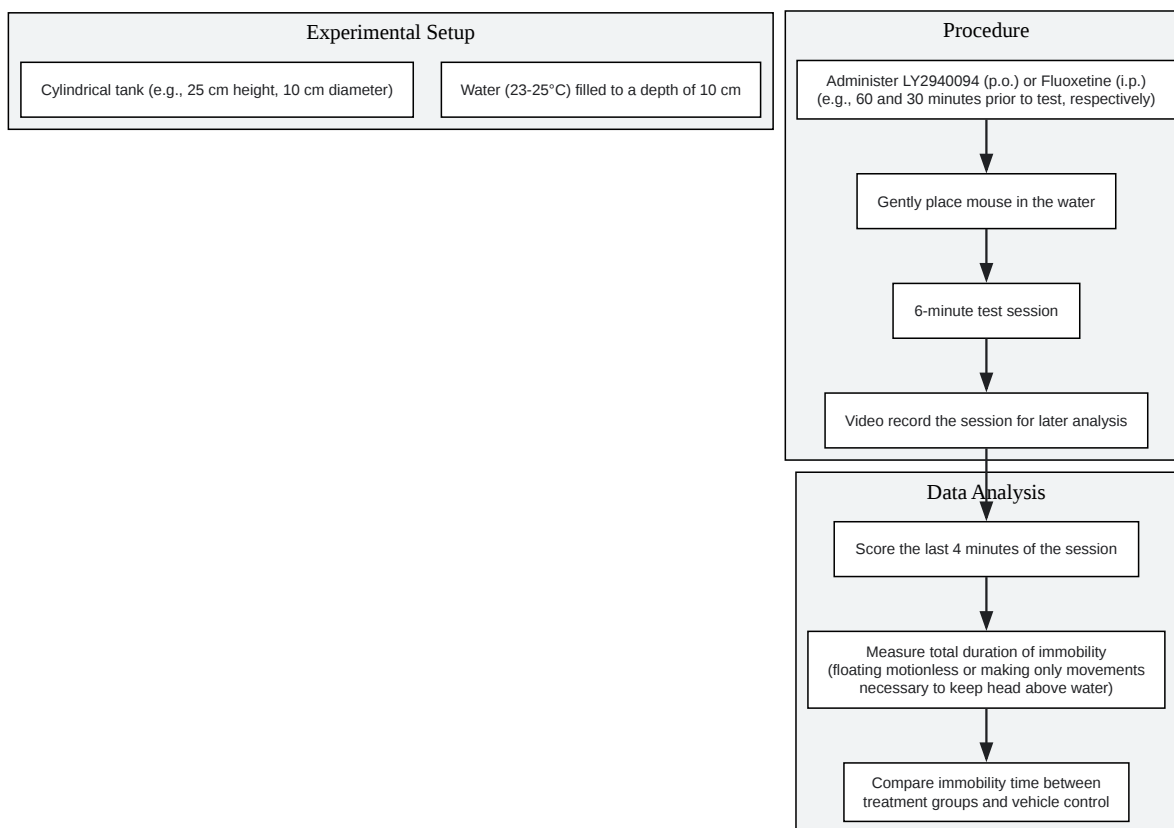 Experimental Setup
Cylindrical tank (e.g., 25 cm height, 10 cm diameter)
Water (23-25°C) filled to a depth of 10 cm
Procedure
Administer LY2940094 (p.o.) or Fluoxetine (i.p.)
(e.g., 60 and 30 minutes prior to test, respectively)
Gently place mouse in the water
6-minute test session
Video record the session for later analysis
Data Analysis
Score the last 4 minutes of the session
Measure total duration of immobility
(floating motionless or making only movements
necessary to keep head above water)
Compare immobility time between
treatment groups and vehicle control